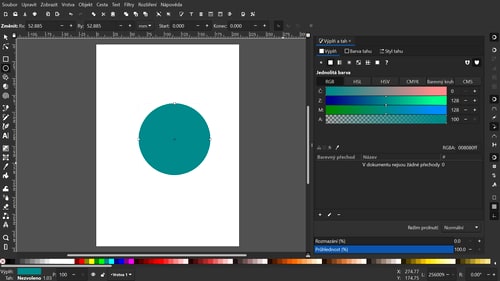 Soubor Upravit Zobrazit Vrstva Objekt Cesta Text Filtry Rozšíření Nápověda
Změnit: Rx: 52.885 Ry: 52.885 mm Start: 0.000 Konec: 0.000
Výplň a tah
Výplň Barva tahu Styl tahu
Jednolitá barva
RGB HSL HSV CMYK Barevný kruh CMS
Č: 0
Z: 128
M: 128
A: 100
RGBA: 008080ff
Barevný přechod Název #
V dokumentu nejsou žádné přechody 0
Režim prolnutí: Normální
Rozmazání (%) 0.0
Průhlednost (%) 100.0
Výplň:
Tah: Nezvoleno 1.00
P: 100
Vrstva 1
X: 274.77
Y: 174.75
L: 256009
R: 0.00°